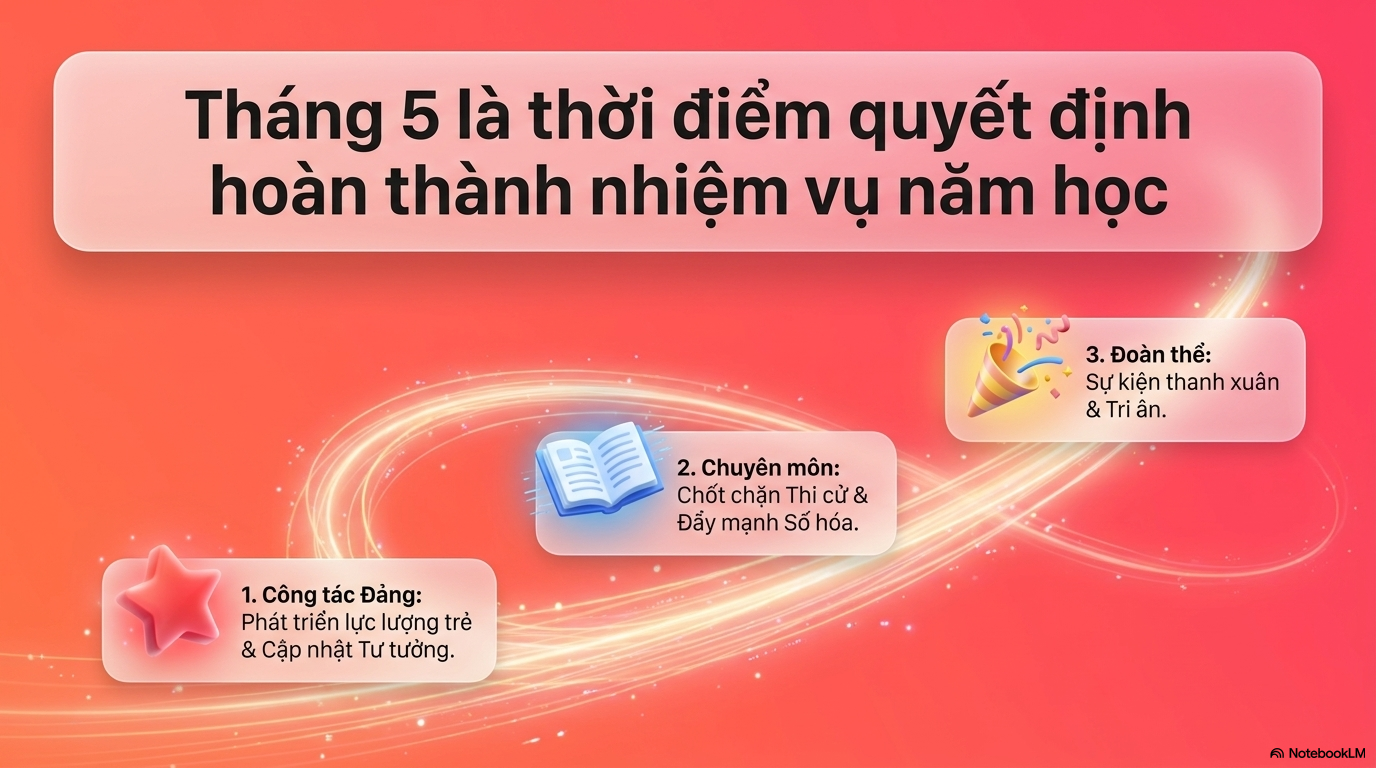 Tháng 5 là thời điểm quyết định
hoàn thành nhiệm vụ năm học
3. Đoàn thể:
Sự kiện thanh xuân
& Tri ân.
2. Chuyên môn:
Chốt chặn Thi cử &
Đẩy mạnh Số hóa.
1. Công tác Đảng:
Phát triển lực lượng trẻ
& Cập nhật Tư tưởng.
NotebookLM